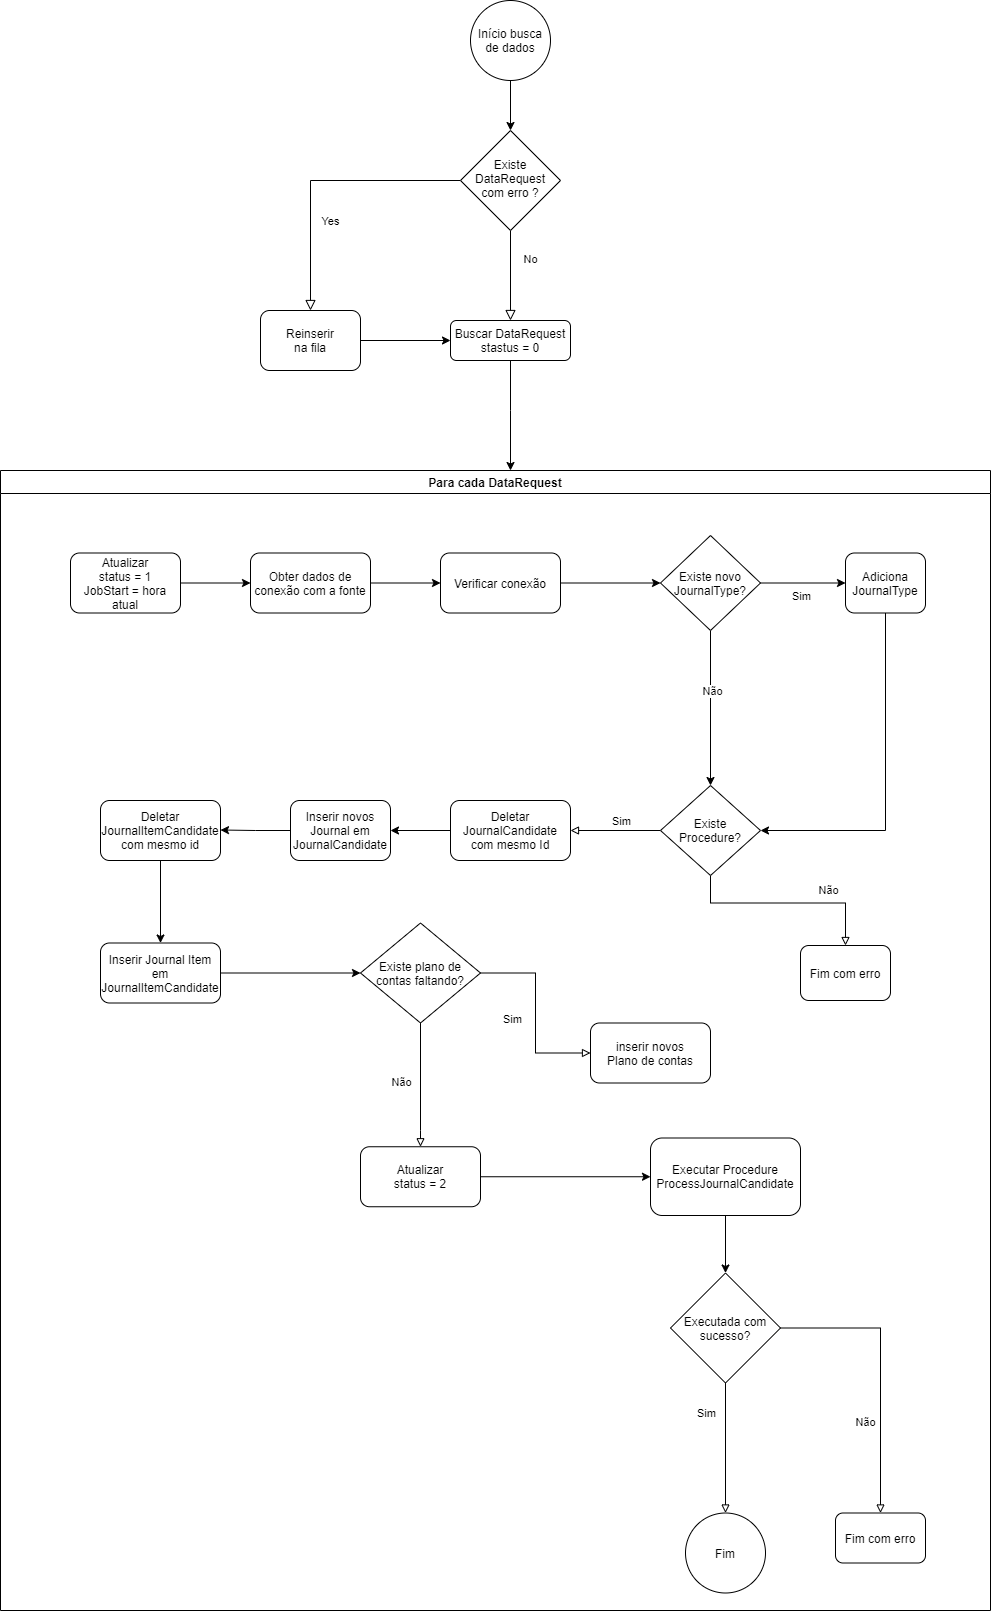 Início busca
de dados
Existe
DataRequest
com erro ?
Yes
No
Reinserir
na fila
Buscar DataRequest
stastus = 0
Para cada DataRequest
Atualizar
status = 1
JobStart = hora
atual
Obter dados de
conexão com a fonte
Verificar conexão
Existe novo
JournalType?
Sim
Adiciona
JournalType
Não
Deletar
JournalItemCandidate
com mesmo id
Inserir novos
Journal em
JournalCandidate
Deletar
JournalCandidate
com mesmo Id
Sim
Existe
Procedure?
Não
Fim com erro
Inserir Journal Item
em
JournalItemCandidate
Existe plano de
contas faltando?
Sim
inserir novos
Plano de contas
Não
Atualizar
status = 2
Executar Procedure
ProcessJournalCandidate
Executada com
sucesso?
Sim
Não
Fim
Fim com erro